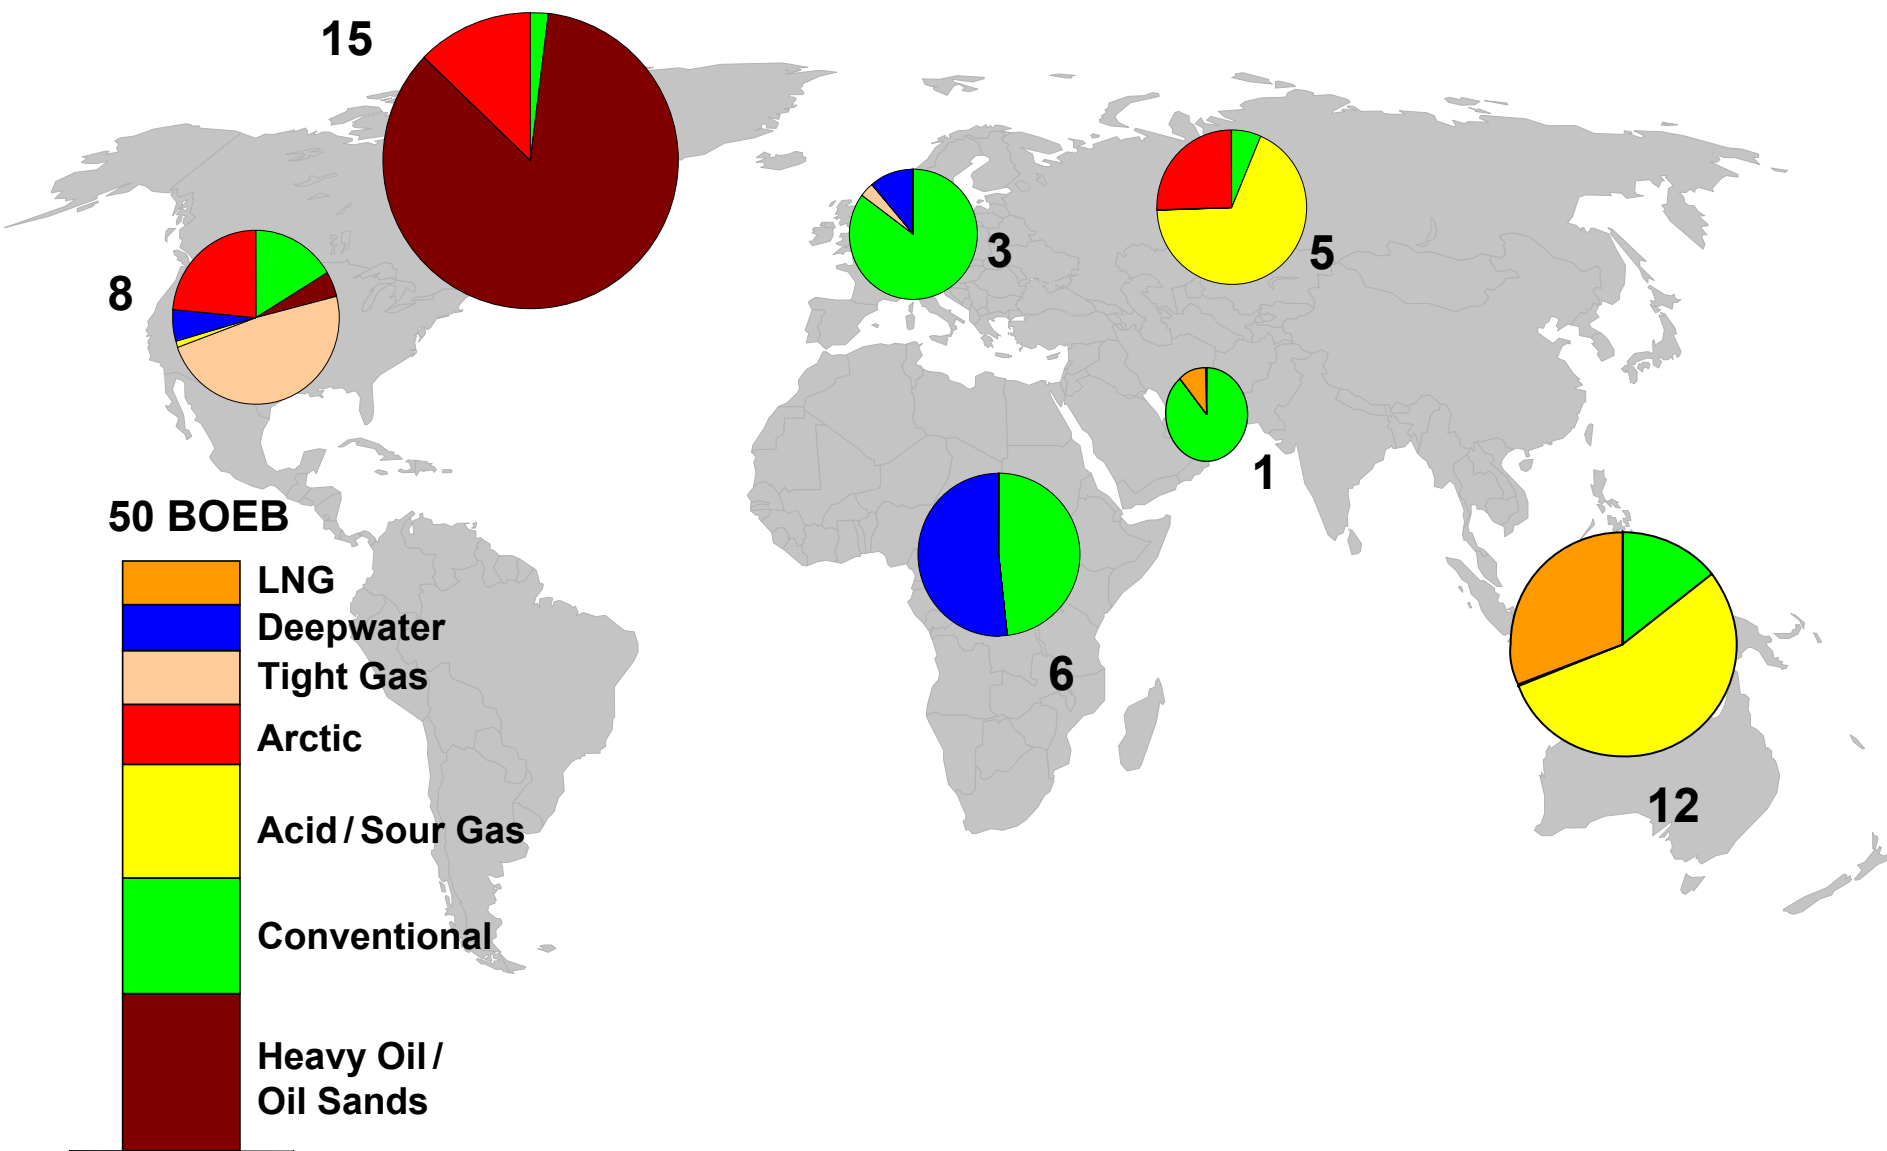 15
8
3
5
1
6
12
50 BOEB
LNG
Deepwater
Tight Gas
Arctic
Acid / Sour Gas
Conventional
Heavy Oil /
Oil Sands